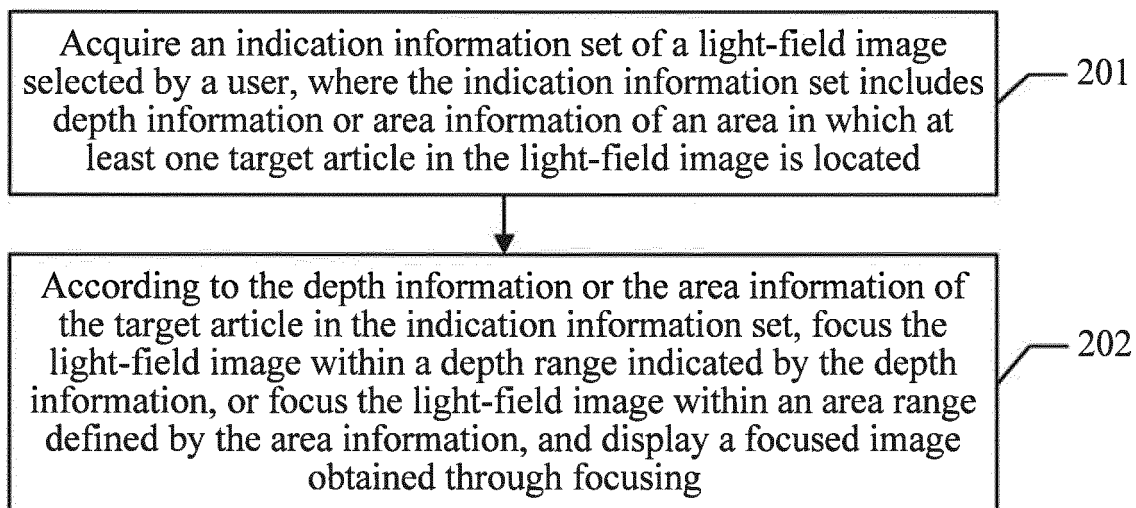 Acquire an indication information set of a light-field image
selected by a user, where the indication information set includes
depth information or area information of an area in which at
least one target article in the light-field image is located
201
According to the depth information or the area information of
the target article in the indication information set, focus the
light-field image within a depth range indicated by the depth
information, or focus the light-field image within an area range
defined by the area information, and display a focused image
obtained through focusing
202